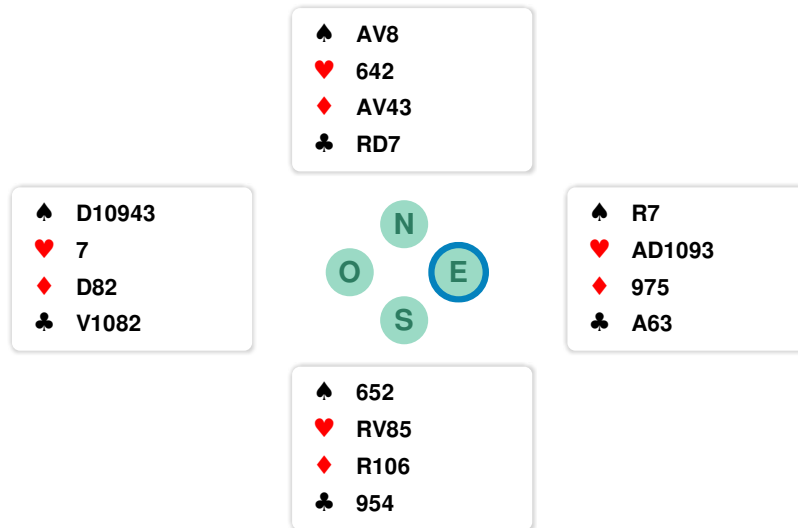 ♠ AV8
♥ 642
♦ AV43
♣ RD7
♠ D10943
♥ 7
♦ D82
♣ V1082
N
O
E
S
♠ R7
♥ AD1093
♦ 975
♣ A63
♠ 652
♥ RV85
♦ R106
♣ 954